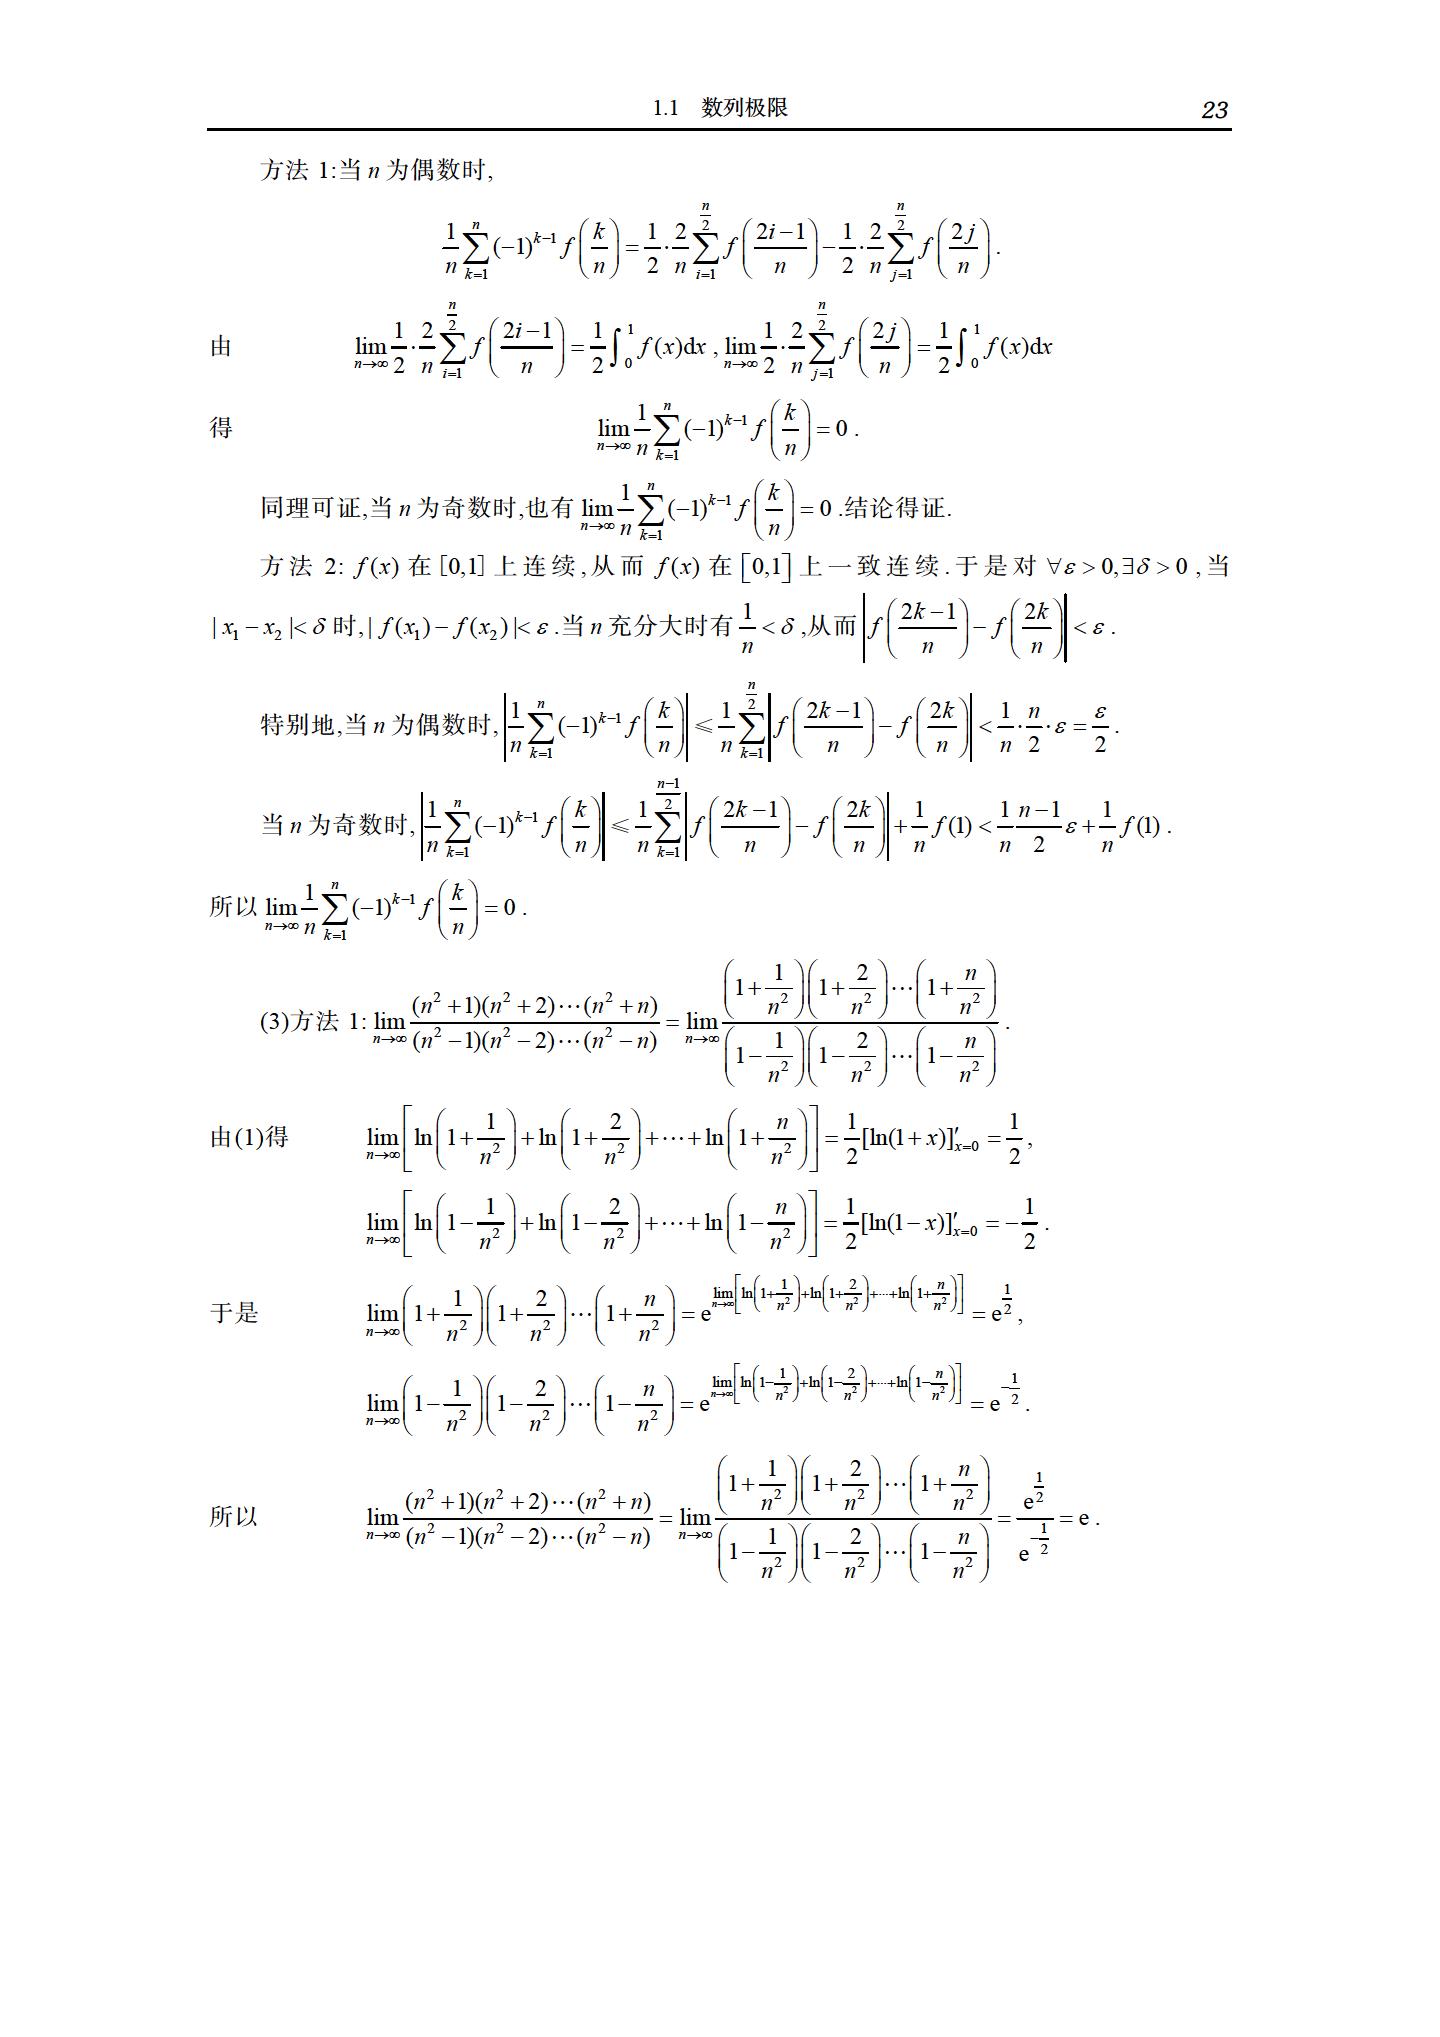 1.1 数列极限 23
方法 1:当 n 为偶数时,
$\frac{1}{n}\sum_{k=1}^{n}(-1)^{k-1}f\left(\frac{k}{n}\right)=\frac{1}{2}\cdot\frac{2}{n}\sum_{i=1}^{\frac{n}{2}}f\left(\frac{2i-1}{n}\right)-\frac{1}{2}\cdot\frac{2}{n}\sum_{j=1}^{\frac{n}{2}}f\left(\frac{2j}{n}\right).$
由 $\lim_{n\to\infty}\frac{1}{2}\cdot\frac{2}{n}\sum_{i=1}^{\frac{n}{2}}f\left(\frac{2i-1}{n}\right)=\frac{1}{2}\int_0^1 f(x)\mathrm{d}x,\lim_{n\to\infty}\frac{1}{2}\cdot\frac{2}{n}\sum_{j=1}^{\frac{n}{2}}f\left(\frac{2j}{n}\right)=\frac{1}{2}\int_0^1 f(x)\mathrm{d}x$
得 $\lim_{n\to\infty}\frac{1}{n}\sum_{k=1}^{n}(-1)^{k-1}f\left(\frac{k}{n}\right)=0.$
同理可证,当 n 为奇数时,也有 $\lim_{n\to\infty}\frac{1}{n}\sum_{k=1}^{n}(-1)^{k-1}f\left(\frac{k}{n}\right)=0$ .结论得证.
方法 2: $f(x)$ 在 $[0,1]$ 上连续,从而 $f(x)$ 在 $[0,1]$ 上一致连续.于是对 $\forall\varepsilon>0,\exists\delta>0$ ,当
$|x_1-x_2|<\delta$ 时,$|f(x_1)-f(x_2)|<\varepsilon$ .当 n 充分大时有 $\frac{1}{n}<\delta$ ,从而 $\left|f\left(\frac{2k-1}{n}\right)-f\left(\frac{2k}{n}\right)\right|<\varepsilon$ .
特别地,当 n 为偶数时, $\left|\frac{1}{n}\sum_{k=1}^{n}(-1)^{k-1}f\left(\frac{k}{n}\right)\right|\leqslant\frac{1}{n}\sum_{k=1}^{\frac{n}{2}}\left|f\left(\frac{2k-1}{n}\right)-f\left(\frac{2k}{n}\right)\right|<\frac{1}{n}\cdot\frac{n}{2}\cdot\varepsilon=\frac{\varepsilon}{2}$ .
当 n 为奇数时, $\left|\frac{1}{n}\sum_{k=1}^{n}(-1)^{k-1}f\left(\frac{k}{n}\right)\right|\leqslant\frac{1}{n}\sum_{k=1}^{\frac{n-1}{2}}\left|f\left(\frac{2k-1}{n}\right)-f\left(\frac{2k}{n}\right)\right|+\frac{1}{n}f(1)<\frac{1}{n}\frac{n-1}{2}\varepsilon+\frac{1}{n}f(1)$ .
所以 $\lim_{n\to\infty}\frac{1}{n}\sum_{k=1}^{n}(-1)^{k-1}f\left(\frac{k}{n}\right)=0$ .
(3)方法 1: $\lim_{n\to\infty}\frac{(n^2+1)(n^2+2)\cdots(n^2+n)}{(n^2-1)(n^2-2)\cdots(n^2-n)}=\lim_{n\to\infty}\frac{\left(1+\frac{1}{n^2}\right)\left(1+\frac{2}{n^2}\right)\cdots\left(1+\frac{n}{n^2}\right)}{\left(1-\frac{1}{n^2}\right)\left(1-\frac{2}{n^2}\right)\cdots\left(1-\frac{n}{n^2}\right)}$ .
由(1)得 $\lim_{n\to\infty}\left[\ln\left(1+\frac{1}{n^2}\right)+\ln\left(1+\frac{2}{n^2}\right)+\cdots+\ln\left(1+\frac{n}{n^2}\right)\right]=\frac{1}{2}[\ln(1+x)]'_{x=0}=\frac{1}{2},$
$\lim_{n\to\infty}\left[\ln\left(1-\frac{1}{n^2}\right)+\ln\left(1-\frac{2}{n^2}\right)+\cdots+\ln\left(1-\frac{n}{n^2}\right)\right]=\frac{1}{2}[\ln(1-x)]'_{x=0}=-\frac{1}{2}.$
于是 $\lim_{n\to\infty}\left(1+\frac{1}{n^2}\right)\left(1+\frac{2}{n^2}\right)\cdots\left(1+\frac{n}{n^2}\right)=\mathrm{e}^{\lim_{n\to\infty}\left[\ln\left(1+\frac{1}{n^2}\right)+\ln\left(1+\frac{2}{n^2}\right)+\cdots+\ln\left(1+\frac{n}{n^2}\right)\right]}=\mathrm{e}^{\frac{1}{2}},$
$\lim_{n\to\infty}\left(1-\frac{1}{n^2}\right)\left(1-\frac{2}{n^2}\right)\cdots\left(1-\frac{n}{n^2}\right)=\mathrm{e}^{\lim_{n\to\infty}\left[\ln\left(1-\frac{1}{n^2}\right)+\ln\left(1-\frac{2}{n^2}\right)+\cdots+\ln\left(1-\frac{n}{n^2}\right)\right]}=\mathrm{e}^{-\frac{1}{2}}.$
所以 $\lim_{n\to\infty}\frac{(n^2+1)(n^2+2)\cdots(n^2+n)}{(n^2-1)(n^2-2)\cdots(n^2-n)}=\lim_{n\to\infty}\frac{\left(1+\frac{1}{n^2}\right)\left(1+\frac{2}{n^2}\right)\cdots\left(1+\frac{n}{n^2}\right)}{\left(1-\frac{1}{n^2}\right)\left(1-\frac{2}{n^2}\right)\cdots\left(1-\frac{n}{n^2}\right)}=\frac{\mathrm{e}^{\frac{1}{2}}}{\mathrm{e}^{-\frac{1}{2}}}=\mathrm{e}.$